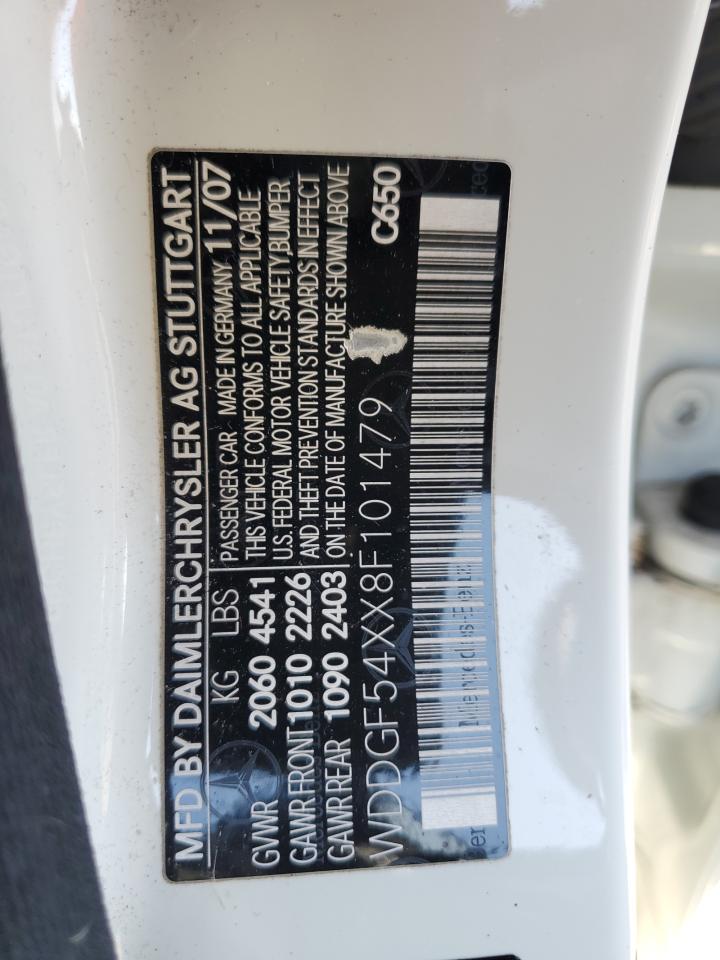 MFD BY DAIMLERCHRYSLER AG STUTTGART
KG LBS
GVWR 2060 4541
GAWR FRONT 1010 2226
GAWR REAR 1090 2403
PASSENGER CAR MADE IN GERMANY 11/07
THIS VEHICLE CONFORMS TO ALL APPLICABLE
U.S. FEDERAL MOTOR VEHICLE SAFETY BUMPER
AND THEFT PREVENTION STANDARDS IN EFFECT
ON THE DATE OF MANUFACTURE SHOWN ABOVE
WDDGF54XX8F101479
C650
Mercedes-Benz